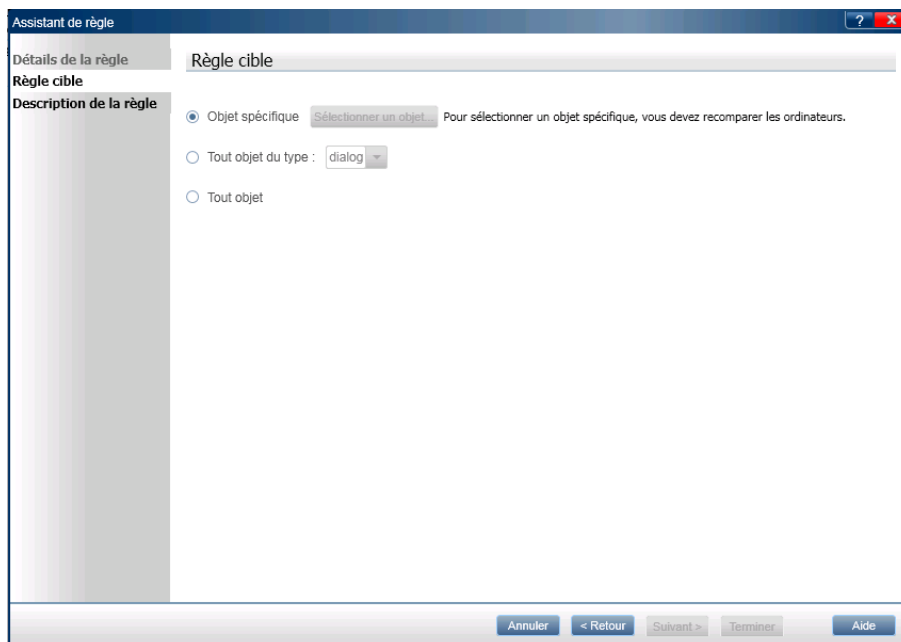 Assistant de règle
?
X
Détails de la règle
Règle cible
Description de la règle
Règle cible
Objet spécifique Sélectionner un objet... Pour sélectionner un objet spécifique, vous devez recomparer les ordinateurs.
Tout objet du type : dialog
Tout objet
Annuler < Retour Suivant > Terminer Aide